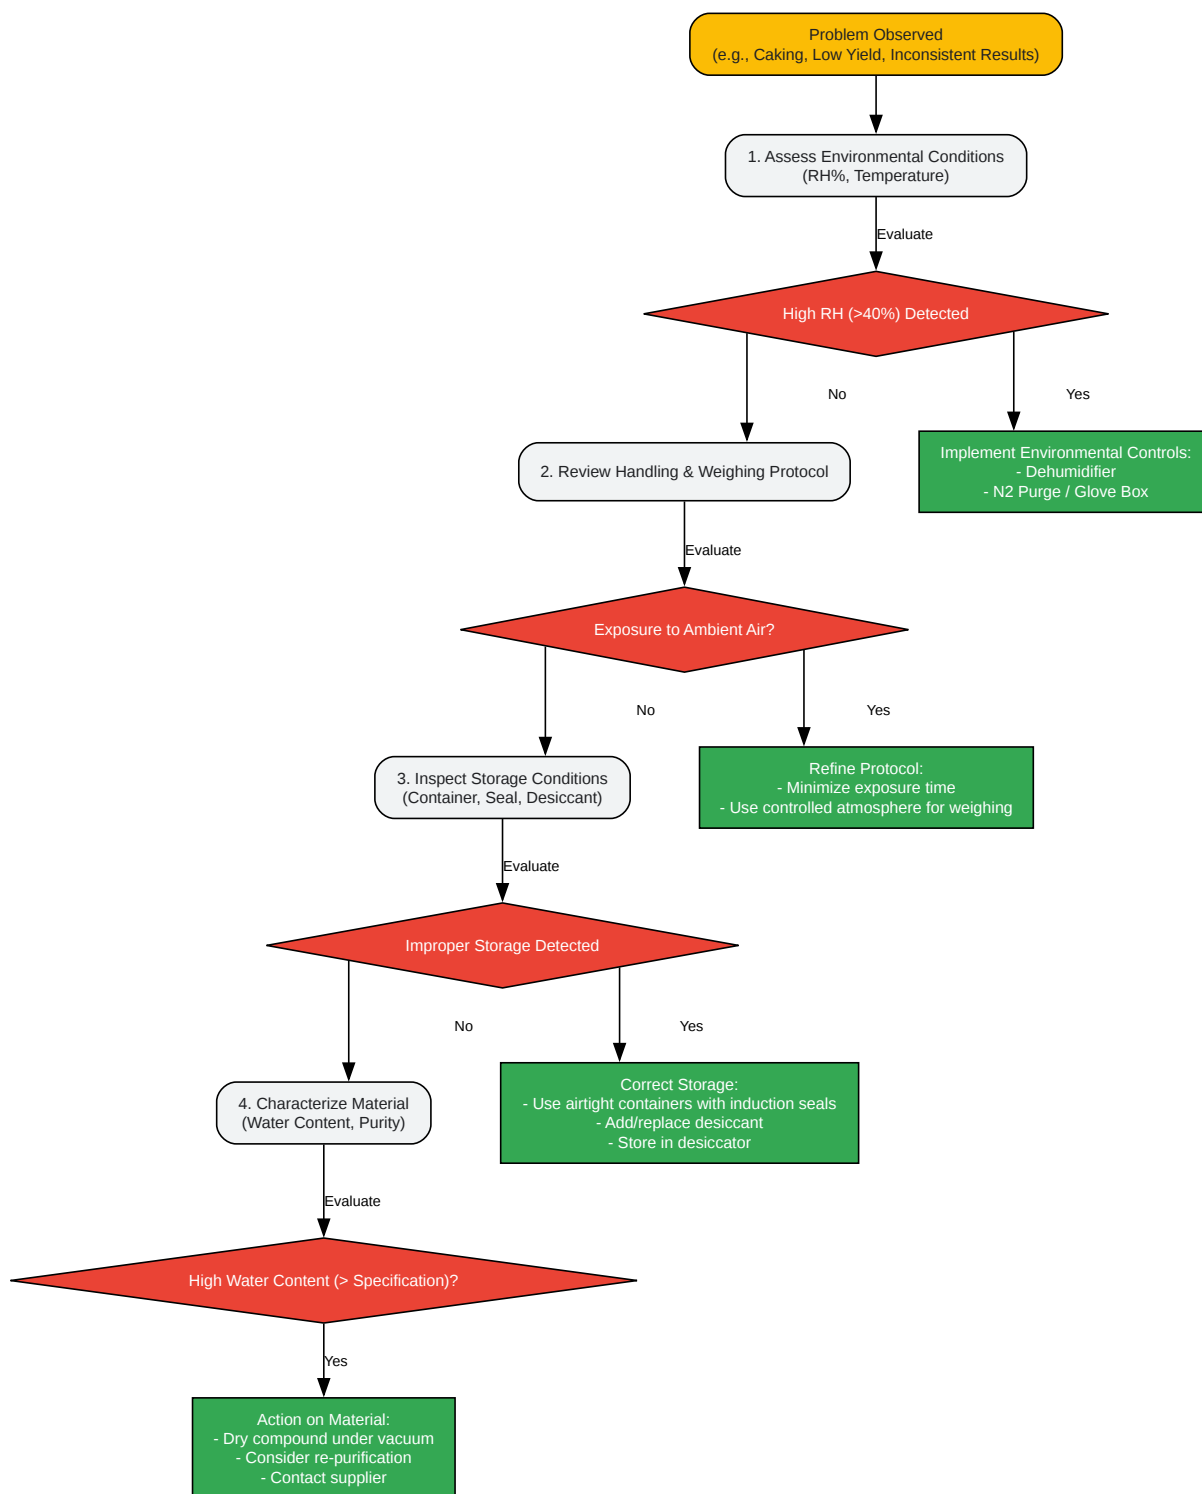 Problem Observed
(e.g., Caking, Low Yield, Inconsistent Results)
1. Assess Environmental Conditions
(RH%, Temperature)
Evaluate
High RH (>40%) Detected
No
Yes
Implement Environmental Controls:
- Dehumidifier
- N2 Purge / Glove Box
2. Review Handling & Weighing Protocol
Evaluate
Exposure to Ambient Air?
No
Yes
Refine Protocol:
- Minimize exposure time
- Use controlled atmosphere for weighing
3. Inspect Storage Conditions
(Container, Seal, Desiccant)
Evaluate
Improper Storage Detected
No
Yes
Correct Storage:
- Use airtight containers with induction seals
- Add/replace desiccant
- Store in desiccator
4. Characterize Material
(Water Content, Purity)
Evaluate
High Water Content (> Specification)?
Yes
Action on Material:
- Dry compound under vacuum
- Consider re-purification
- Contact supplier